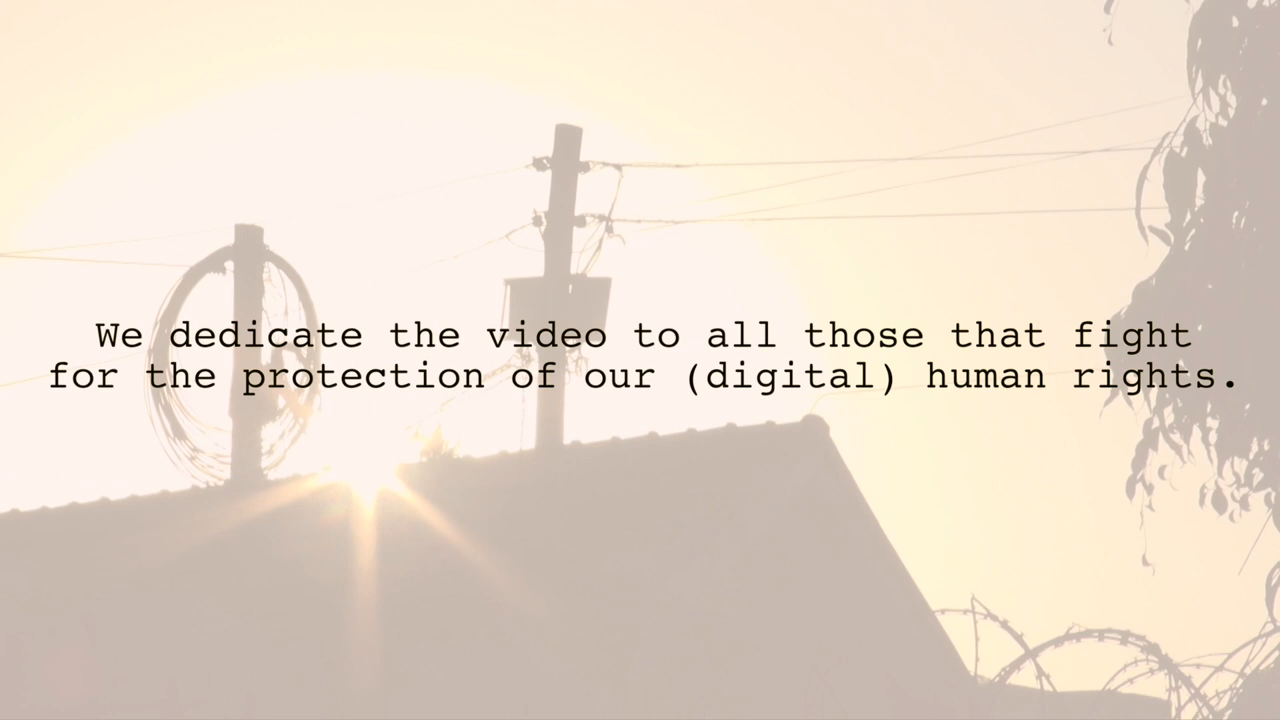 We dedicate the video to all those that fight
for the protection of our (digital) human rights.